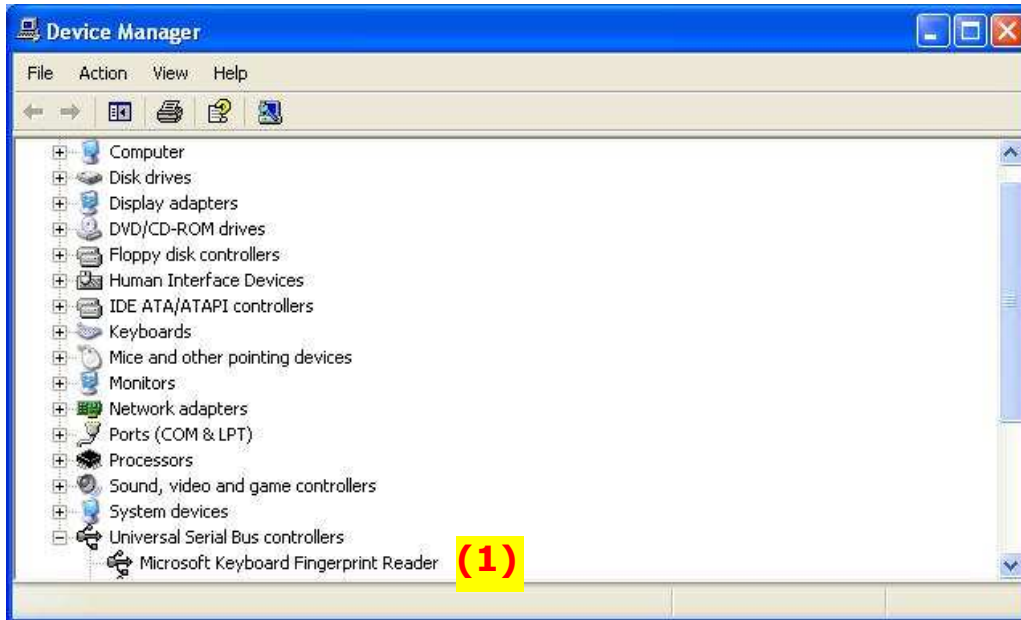 Device Manager
File Action View Help
Computer
Disk drives
Display adapters
DVD/CD-ROM drives
Floppy disk controllers
Human Interface Devices
IDE ATA/ATAPI controllers
Keyboards
Mice and other pointing devices
Monitors
Network adapters
Ports (COM & LPT)
Processors
Sound, video and game controllers
System devices
Universal Serial Bus controllers
Microsoft Keyboard Fingerprint Reader (1)